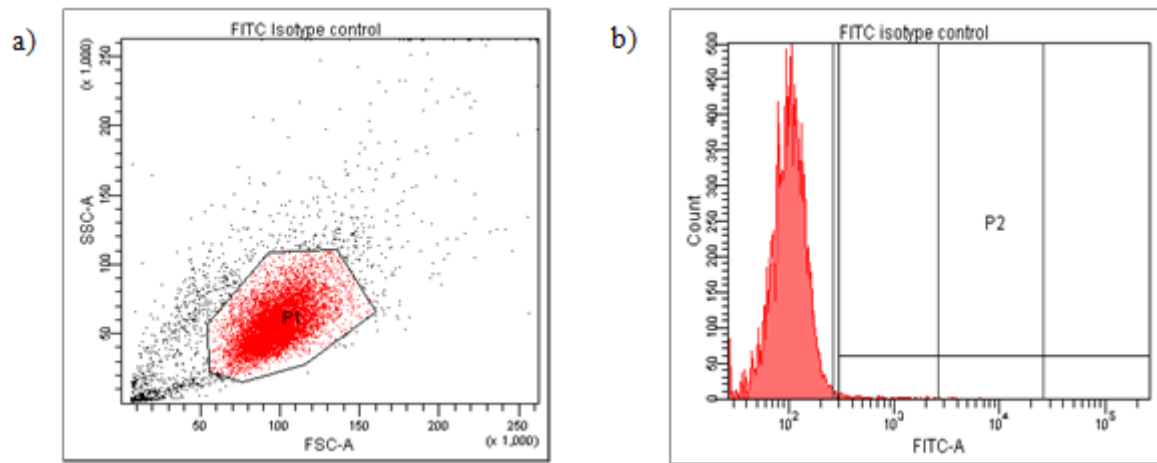 a)
FITC Isotype control
(x 1,000)
SSC-A
250
200
150
100
50
P1
50 100 150 200 250
FSC-A
(x 1,000)
b)
FITC isotype control
Count
500
450
400
350
300
250
200
150
100
50
0
P2
10² 10³ 10⁴ 10⁵
FITC-A